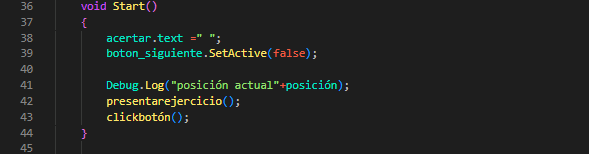 36 void Start()
37 {
38 acertar.text =" ";
39 boton_siguiente.SetActive(false);
40
41 Debug.Log("posición actual"+posición);
42 presentarejercicio();
43 clickbotón();
44 }
45